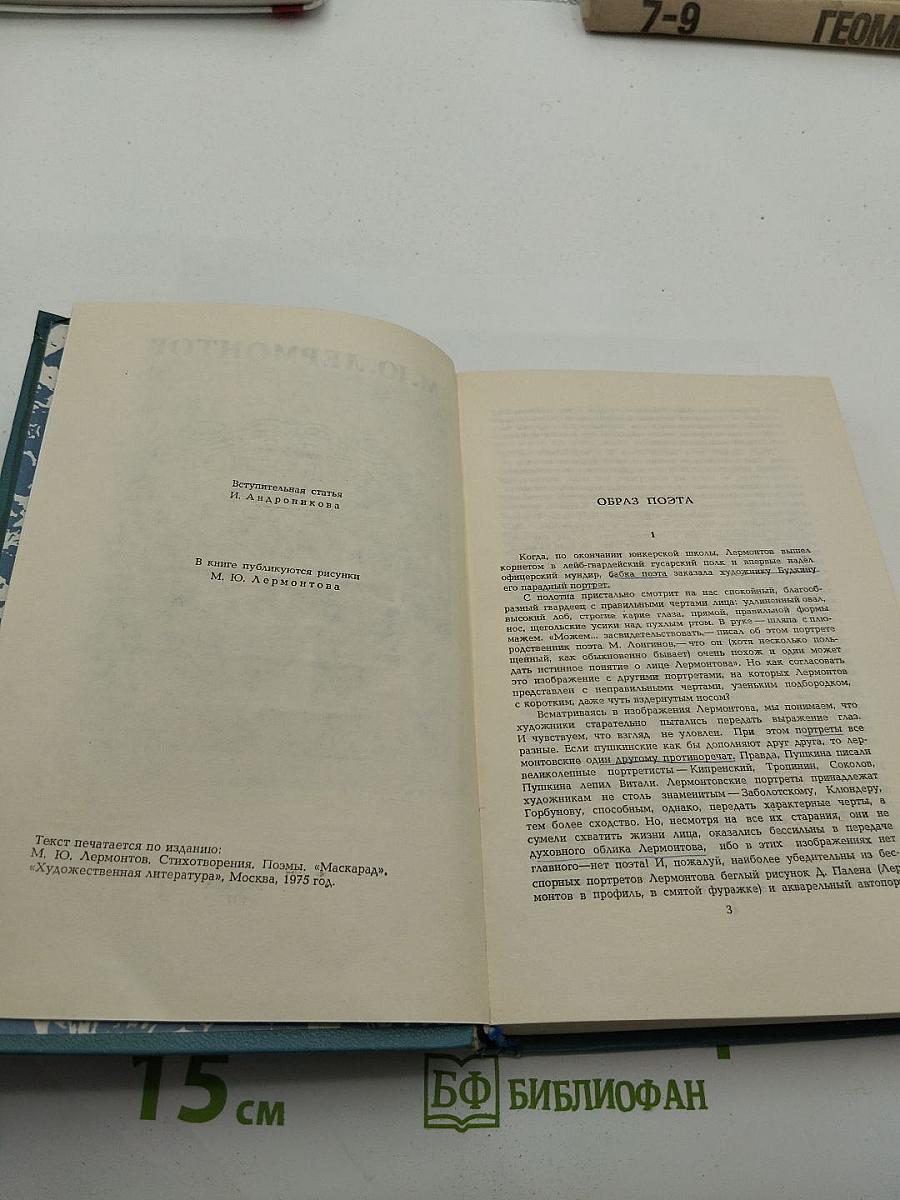 7-9
ГЕОМ
М.Ю. ЛЕРМОНТОВ
Вступительная статья
И. Андроникова
В книге публикуются рисунки
М. Ю. Лермонтова
Текст печатается по изданию:
М. Ю. Лермонтов, Стихотворения. Поэмы. «Маскарад»,
«Художественная литература», Москва, 1975 год.
ОБРАЗ ПОЭТА
1
Когда, по окончании юнкерской школы, Лермонтов вышел
корнетом в лейб-гвардейский гусарский полк и впервые надел
офицерский мундир, бабка поэта заказала художнику Будкину
его парадный портрет.
С полотна пристально смотрит на нас спокойный, благооб-
разный гвардеец с правильными чертами лица: удлиненный овал,
высокий лоб, строгие карие глаза, прямой, правильной формы
нос, щегольские усики над пухлым ртом. В руке — шляпа с плю-
мажем. «Можем... засвидетельствовать,— писал об этом портрете
родственник поэта М. Лонгинов,— что он (хотя несколько поль-
щенный, как обыкновенно бывает) очень похож и один может
дать истинное понятие о лице Лермонтова». Но как согласовать
это изображение с другими портретами, на которых Лермонтов
представлен с неправильными чертами, узеньким подбородком,
с коротким, даже чуть вздернутым носом?
Всматриваясь в изображения Лермонтова, мы понимаем, что
художники старательно пытались передать выражение глаз.
И чувствуем, что взгляд не уловлен. При этом портреты все
разные. Если пушкинские как бы дополняют друг друга, то лер-
монтовские один другому противоречат. Правда, Пушкина писали
великолепные портретисты — Кипренский, Тропинин, Соколов,
Пушкина лепил Витали. Лермонтовские портреты принадлежат
художникам не столь знаменитым — Заболотскому, Клюндеру,
Горбунову, способным, однако, передать характерные черты, а
тем более сходство. Но, несмотря на все их старания, они не
сумели схватить жизни лица, оказались бессильны в передаче
духовного облика Лермонтова, ибо в этих изображениях нет
главного—нет поэта! И, пожалуй, наиболее убедительны из бес-
спорных портретов Лермонтова беглый рисунок Д. Палена (Лер
монтов в профиль, в смятой фуражке) и акварельный автопор
3
15 см
БФ БИБЛИОФАН